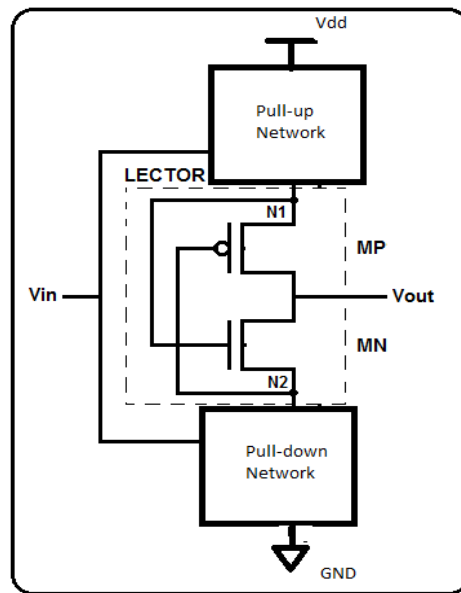 Vdd
Pull-up
Network
LECTOR
N1
MP
Vin
Vout
MN
N2
Pull-down
Network
GND